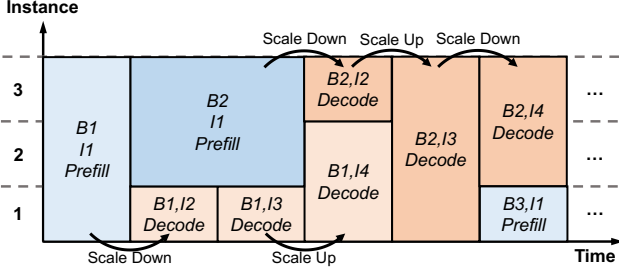 Instance
Scale Down
Scale Up
Scale Down
3
2
1
B1
I1
Prefill
B2
I1
Prefill
B1,I2
Decode
B1,I3
Decode
B2,I2
Decode
B1,I4
Decode
B2,I3
Decode
B2,I4
Decode
B3,I1
Prefill
...
...
...
Scale Down
Scale Up
Time